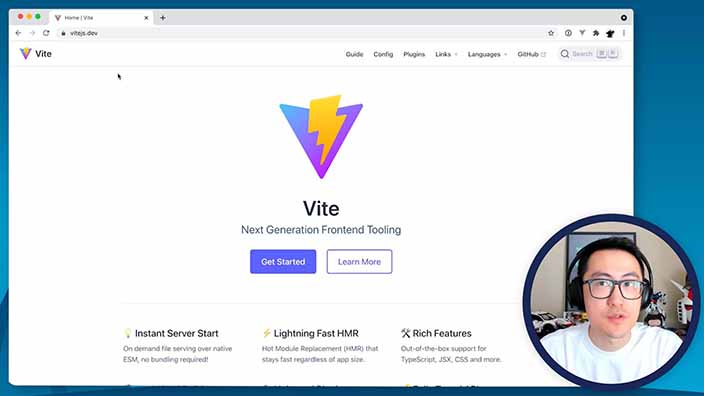 Home | Vite
vitejs.dev
Vite
Guide Config Plugins Links Languages GitHub Search ⌘ K
Vite
Next Generation Frontend Tooling
Get Started Learn More
💡 Instant Server Start
On demand file serving over native
ESM, no bundling required!
⚡ Lightning Fast HMR
Hot Module Replacement (HMR) that
stays fast regardless of app size.
🛠️ Rich Features
Out-of-the-box support for
TypeScript, JSX, CSS and more.